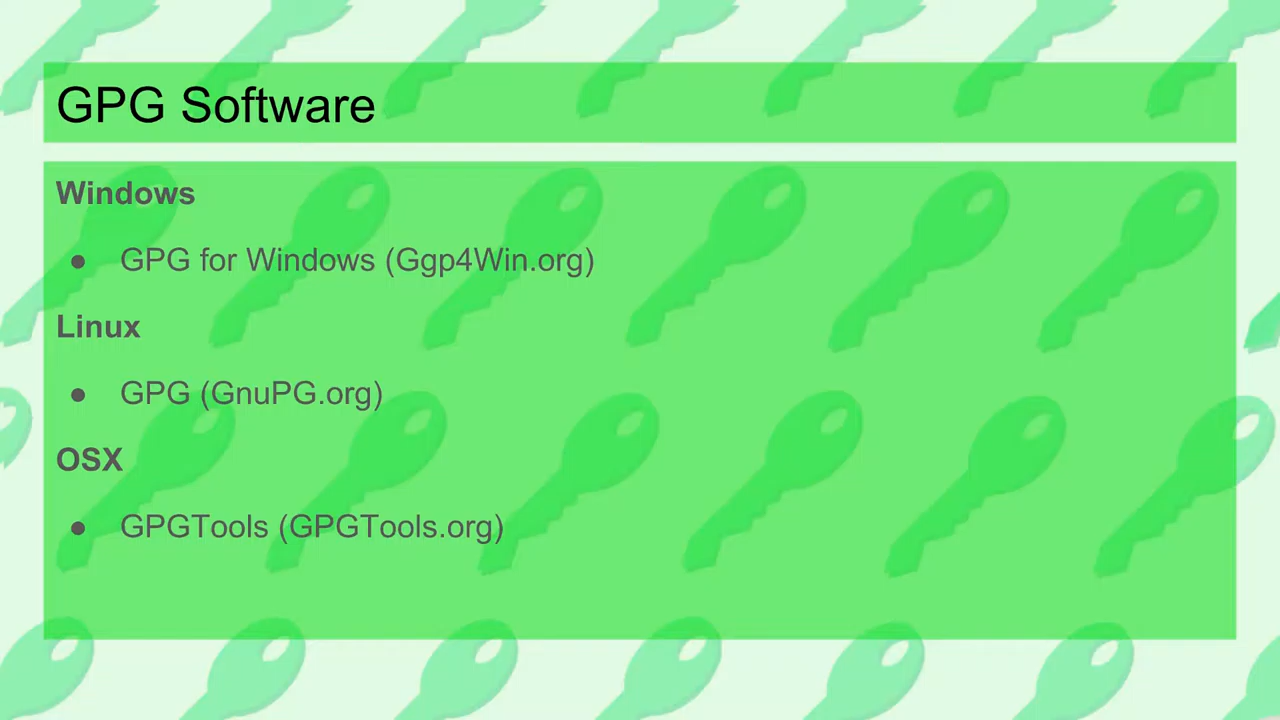 GPG Software
Windows
● GPG for Windows (Ggp4Win.org)
Linux
● GPG (GnuPG.org)
OSX
● GPGTools (GPGTools.org)